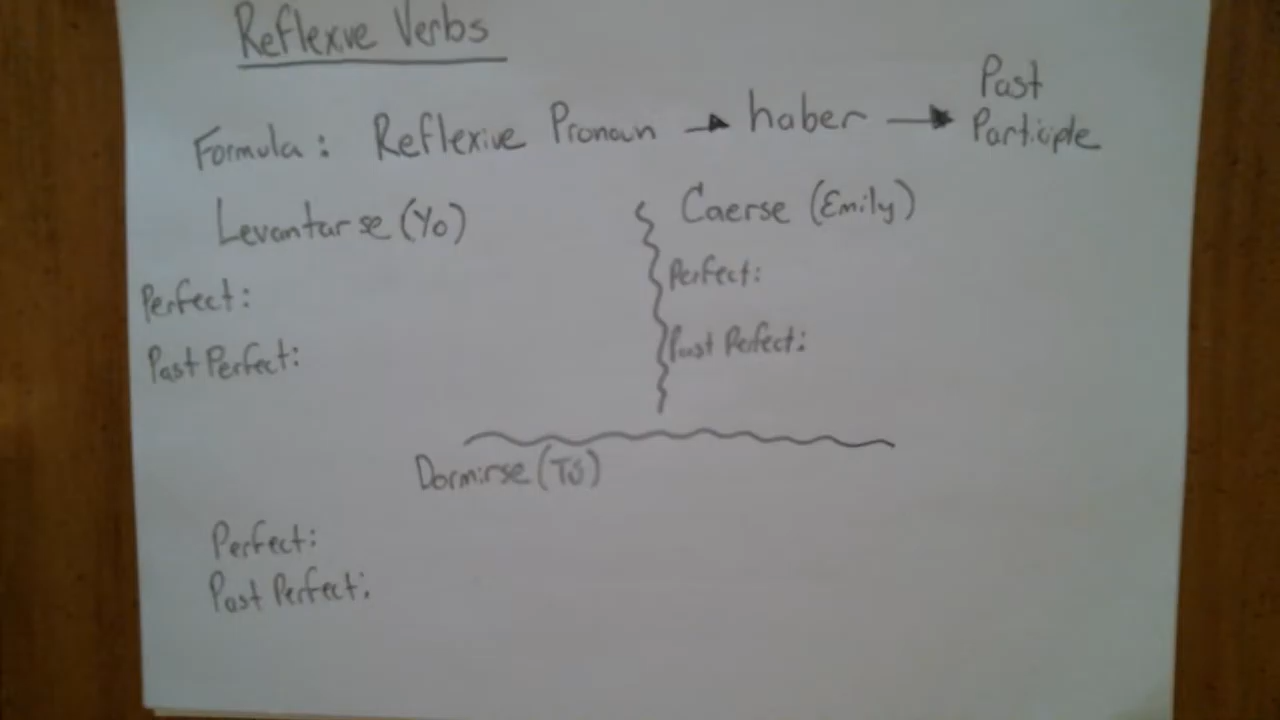 Reflexive Verbs
Formula: Reflexive Pronoun → haber → Past Participle
Levantarse (Yo)
Perfect:
Past Perfect:
Caerse (Emily)
Perfect:
Past Perfect:
Dormirse (Tú)
Perfect:
Past Perfect: